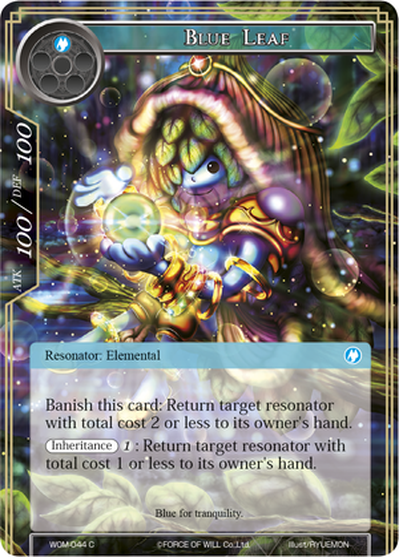 Blue Leaf
ATK 100 / DEF 100
Resonator: Elemental
Banish this card: Return target resonator
with total cost 2 or less to its owner's hand.
Inheritance 1 : Return target resonator with
total cost 1 or less to its owner's hand.
Blue for tranquility.
WOM-044 C ©FORCE OF WILL Co.,Ltd. Illust/RYUEMON